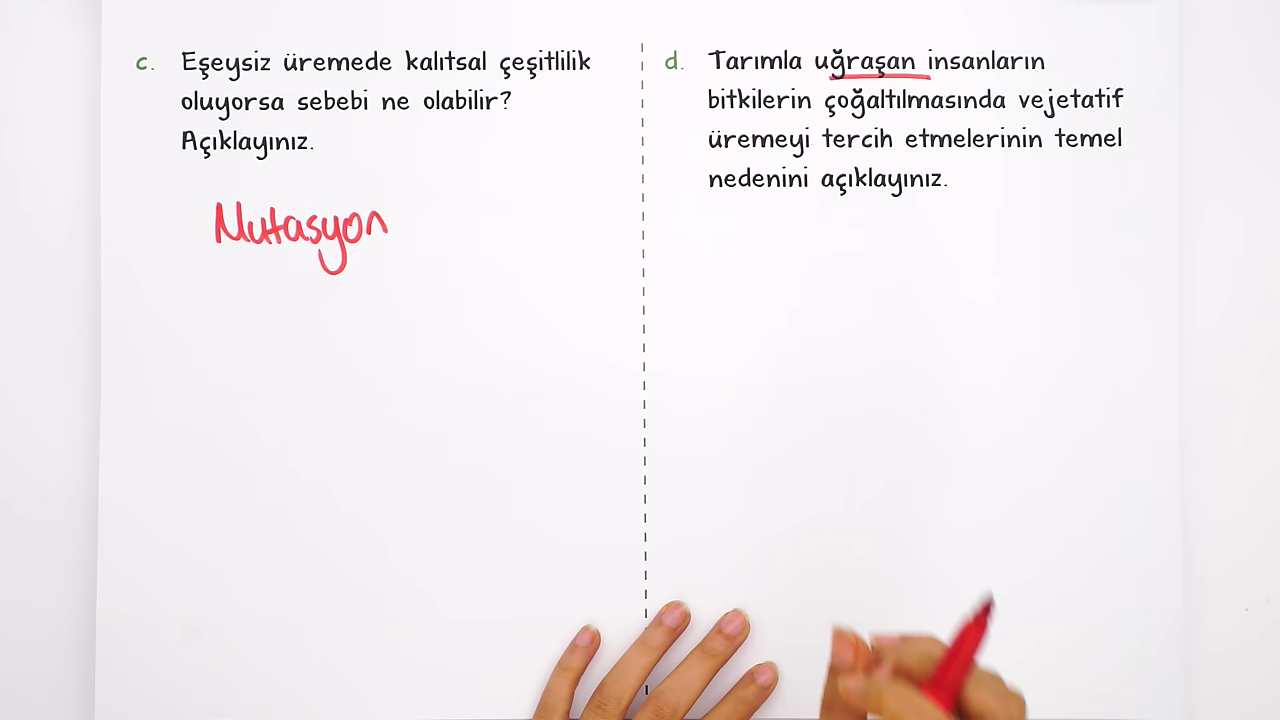 c. Eşeysiz üremede kalıtsal çeşitlilik
oluyorsa sebebi ne olabilir?
Açıklayınız.
Mutasyon
d. Tarımla uğraşan insanların
bitkilerin çoğaltılmasında vejetatif
üremeyi tercih etmelerinin temel
nedenini açıklayınız.